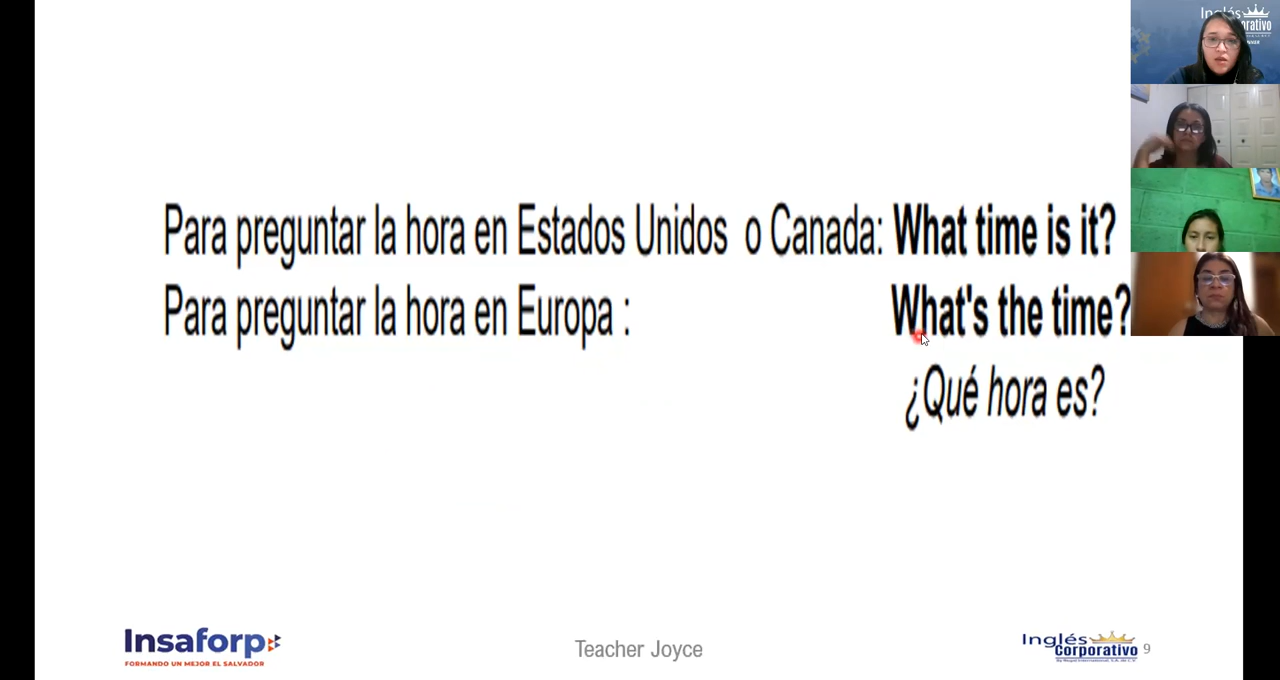 Inglés
Para preguntar la hora en Estados Unidos o Canada: What time is it?
Para preguntar la hora en Europa : What's the time?
¿Qué hora es?
Insaforp
FORMANDO UN MEJOR EL SALVADOR
Teacher Joyce
Inglés
Corporativo
9